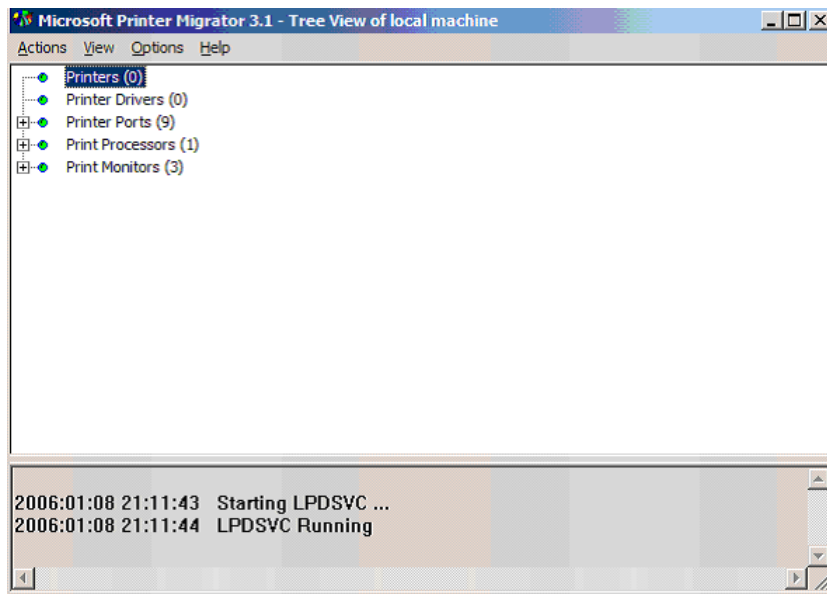 Microsoft Printer Migrator 3.1 - Tree View of local machine
Actions View Options Help
Printers (0)
Printer Drivers (0)
Printer Ports (9)
Print Processors (1)
Print Monitors (3)
2006:01:08 21:11:43 Starting LPDSVC ...
2006:01:08 21:11:44 LPDSVC Running